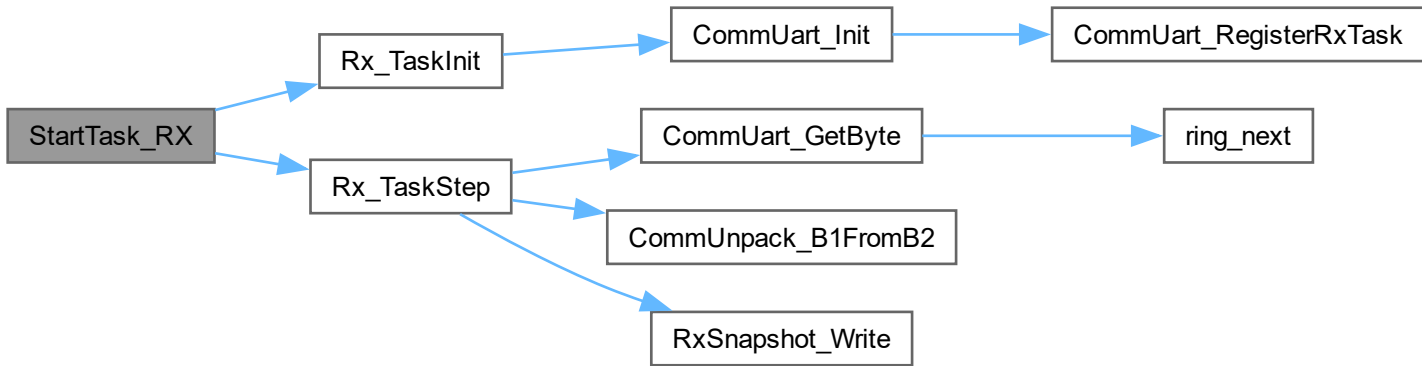 StartTask_RX
Rx_TaskInit
CommUart_Init
CommUart_RegisterRxTask
Rx_TaskStep
CommUart_GetByte
ring_next
CommUnpack_B1FromB2
RxSnapshot_Write